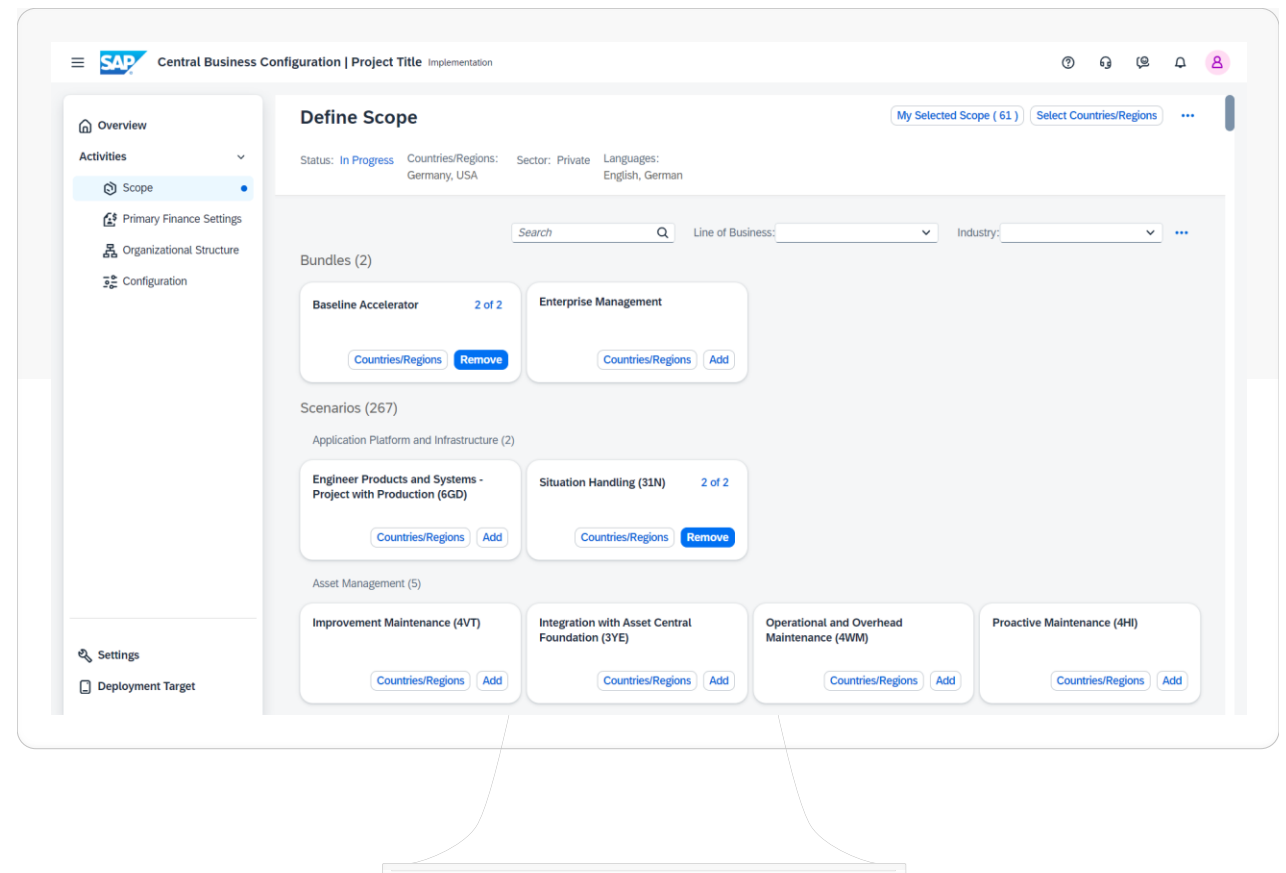 SAP Central Business Configuration | Project Title Implementation
Overview
Activities
Scope
Primary Finance Settings
Organizational Structure
Configuration
Settings
Deployment Target
Define Scope
My Selected Scope ( 61 ) Select Countries/Regions
Status: In Progress Countries/Regions: Sector: Private Languages:
Germany, USA English, German
Search Line of Business: Industry:
Bundles (2)
Baseline Accelerator 2 of 2 Enterprise Management
Countries/Regions Remove Countries/Regions Add
Scenarios (267)
Application Platform and Infrastructure (2)
Engineer Products and Systems -
Project with Production (6GD)
Situation Handling (31N) 2 of 2
Countries/Regions Add Countries/Regions Remove
Asset Management (5)
Improvement Maintenance (4VT)
Integration with Asset Central
Foundation (3YE)
Operational and Overhead
Maintenance (4WM)
Proactive Maintenance (4HI)
Countries/Regions Add Countries/Regions Add Countries/Regions Add Countries/Regions Add